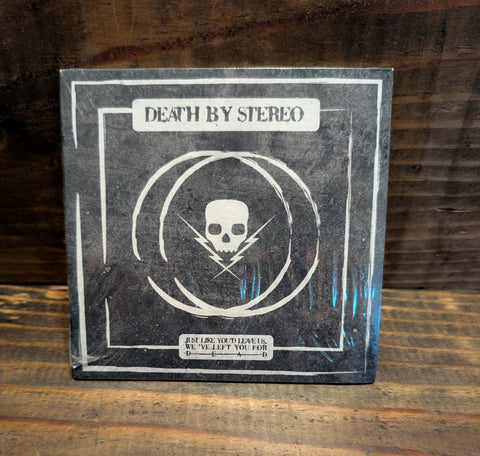 DEATH BY STEREO
JUST LIKE YOU'D LEAVE US,
WE'VE LEFT YOU FOR
D-E-A-D